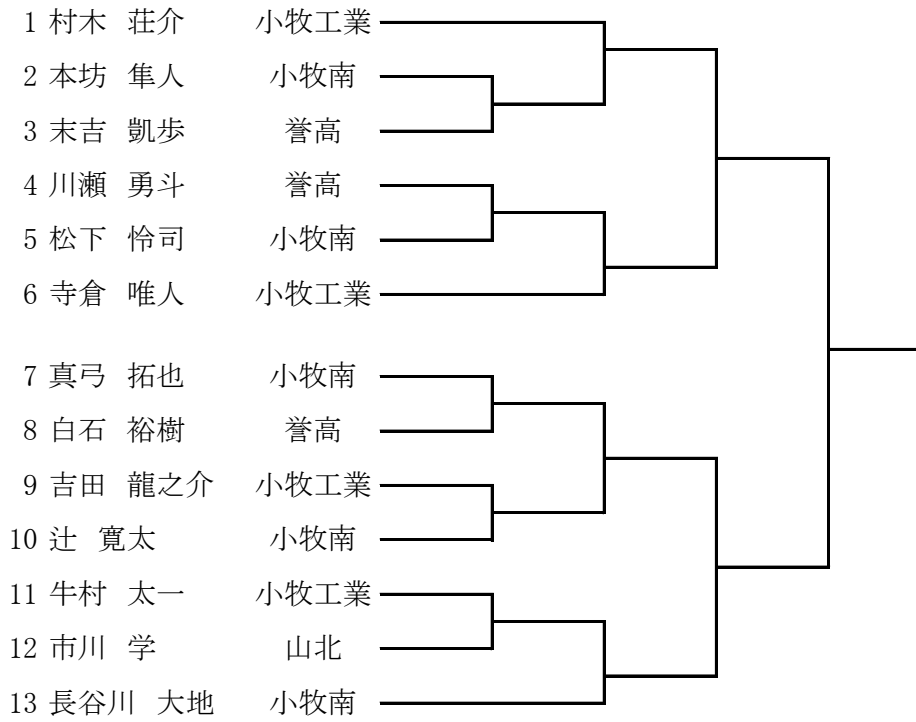 1 村木 荘介 小牧工業
2 本坊 隼人 小牧南
3 末吉 凱歩 誉高
4 川瀬 勇斗 誉高
5 松下 怜司 小牧南
6 寺倉 唯人 小牧工業
7 真弓 拓也 小牧南
8 白石 裕樹 誉高
9 吉田 龍之介 小牧工業
10 辻 寛太 小牧南
11 牛村 太一 小牧工業
12 市川 学 山北
13 長谷川 大地 小牧南